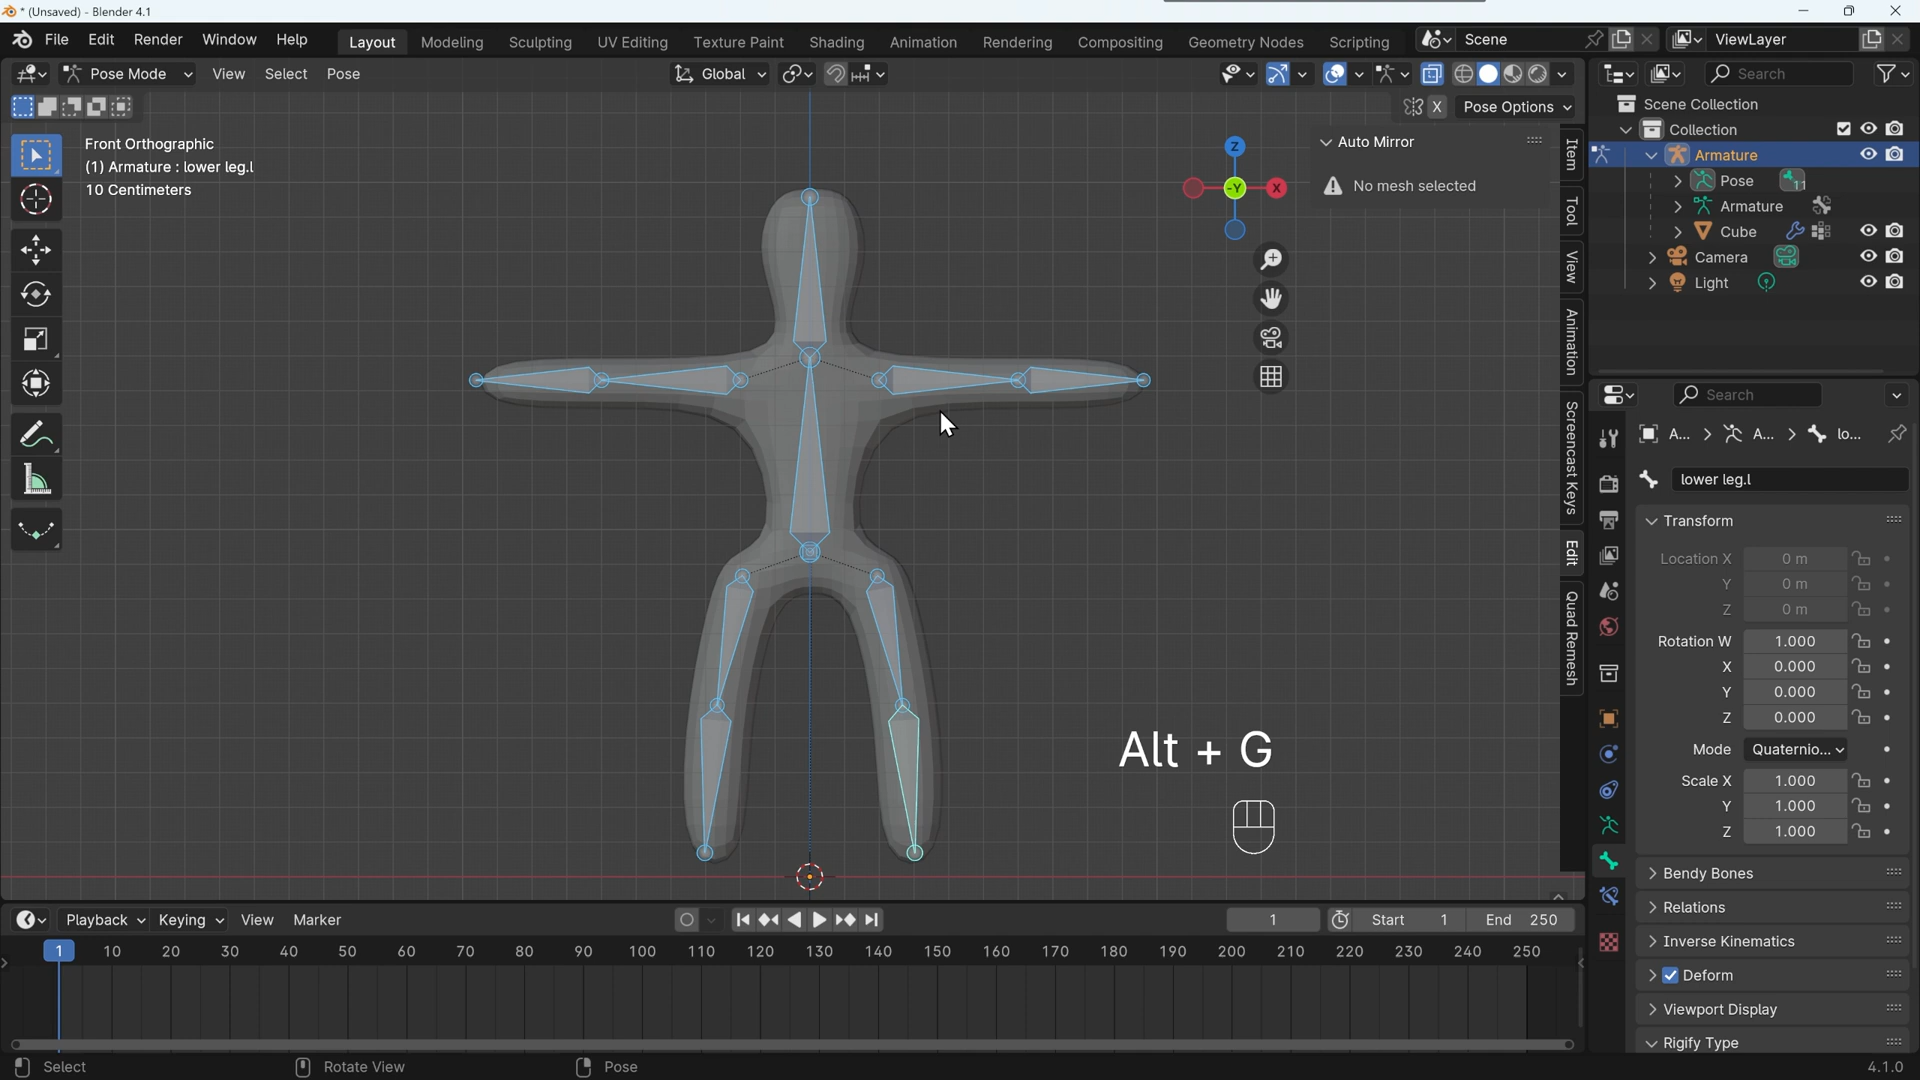 * (Unsaved) - Blender 4.1
File Edit Render Window Help Layout Modeling Sculpting UV Editing Texture Paint Shading Animation Rendering Compositing Geometry Nodes Scripting Scene ViewLayer
Pose Mode View Select Pose Global Search
X Pose Options
Scene Collection
Collection
Armature
Pose 11
Armature
Cube
Camera
Light
Front Orthographic
(1) Armature : lower leg.l
10 Centimeters
Z
-Y X
Auto Mirror
No mesh selected
Item
Tool
View
Animation
Screencast Keys
Edit
Quad Remesh
Alt + G
Search
A... A... lo...
lower leg.l
Transform
Location X 0 m
Y 0 m
Z 0 m
Rotation W 1.000
X 0.000
Y 0.000
Z 0.000
Mode Quaternio...
Scale X 1.000
Y 1.000
Z 1.000
Bendy Bones
Relations
Inverse Kinematics
Deform
Viewport Display
Rigify Type
Playback Keying View Marker 1 Start 1 End 250
1 10 20 30 40 50 60 70 80 90 100 110 120 130 140 150 160 170 180 190 200 210 220 230 240 250
Select Rotate View Pose 4.1.0